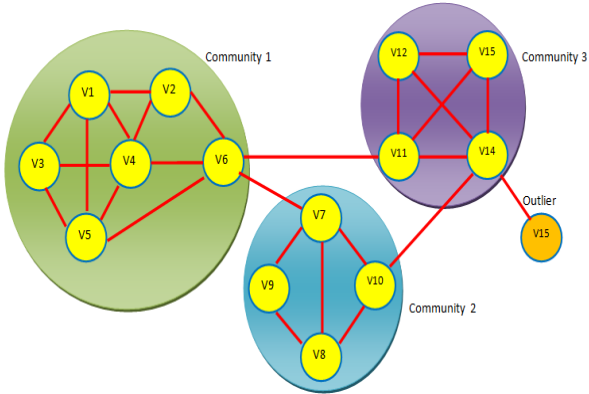 Community 1
V1
V2
V3
V4
V6
V5
V12
V15
Community 3
V11
V14
Outlier
V15
V7
V9
V10
Community 2
V8